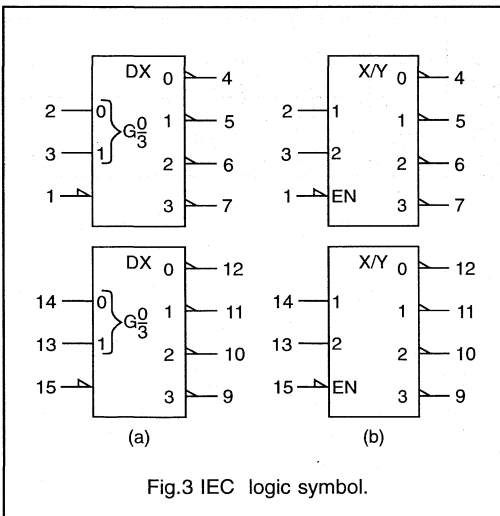 DX 0 4
2 0
1 5
G0/3
3 1
2 6
1
3 7
X/Y 0 4
2 1
1 5
3 2
2 6
1 EN
3 7
DX 0 12
14 0
1 11
G0/3
13 1
2 10
15
3 9
X/Y 0 12
14 1
1 11
13 2
2 10
15 EN
3 9
(a) (b)
Fig.3 IEC logic symbol.